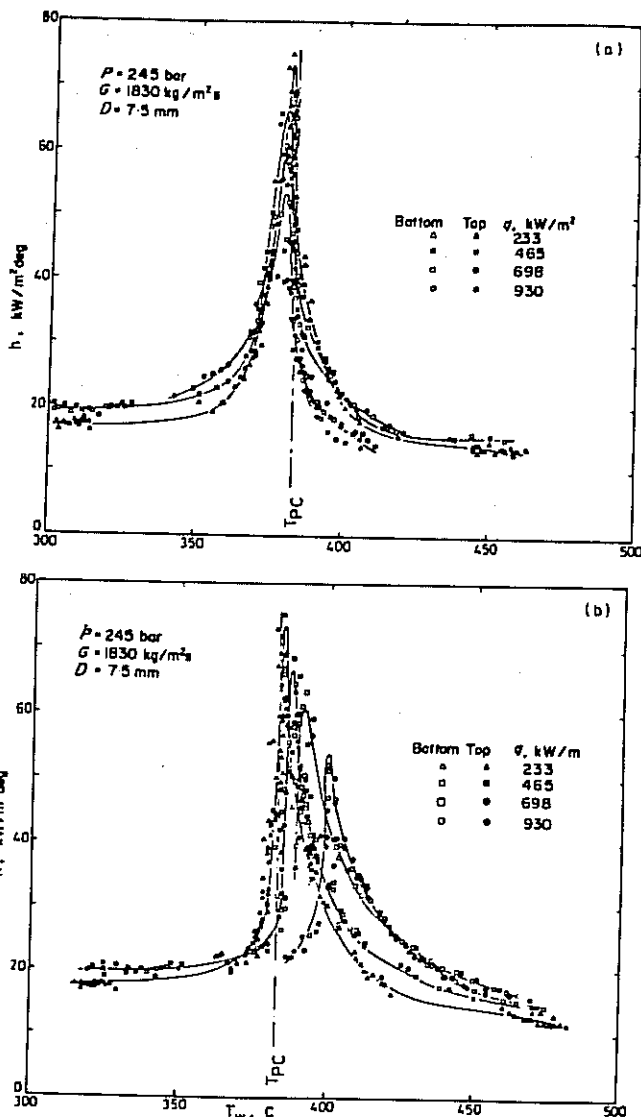 80
(a)
P = 245 bar
G = 1830 kg/m²s
D = 7.5 mm
60
Bottom Top q, kW/m²
233
40
465
698
930
h, kW/m²deg
20
TPC
0
300 350 400 450 500
80
(b)
P = 245 bar
G = 1830 kg/m²s
D = 7.5 mm
60
Bottom Top q, kW/m
233
465
698
930
40
20
TPC
0
300 350 400 450 500